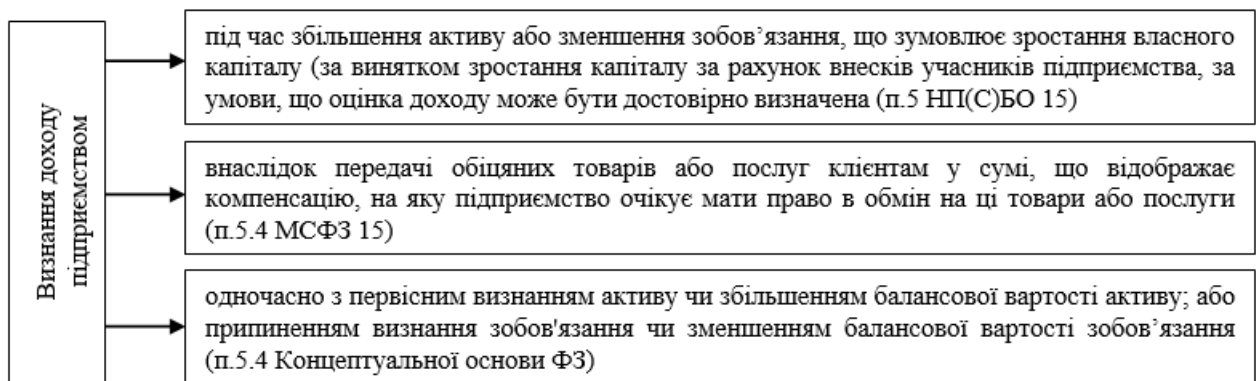 Визнання доходу
підприємством
під час збільшення активу або зменшення зобов’язання, що зумовлює зростання власного
капіталу (за винятком зростання капіталу за рахунок внесків учасників підприємства, за
умови, що оцінка доходу може бути достовірно визначена (п.5 НП(С)БО 15)
внаслідок передачі обіцяних товарів або послуг клієнтам у сумі, що відображає
компенсацію, на яку підприємство очікує мати право в обмін на ці товари або послуги
(п.5.4 МСФЗ 15)
одночасно з первісним визнанням активу чи збільшенням балансової вартості активу; або
припиненням визнання зобов'язання чи зменшенням балансової вартості зобов’язання
(п.5.4 Концептуальної основи ФЗ)